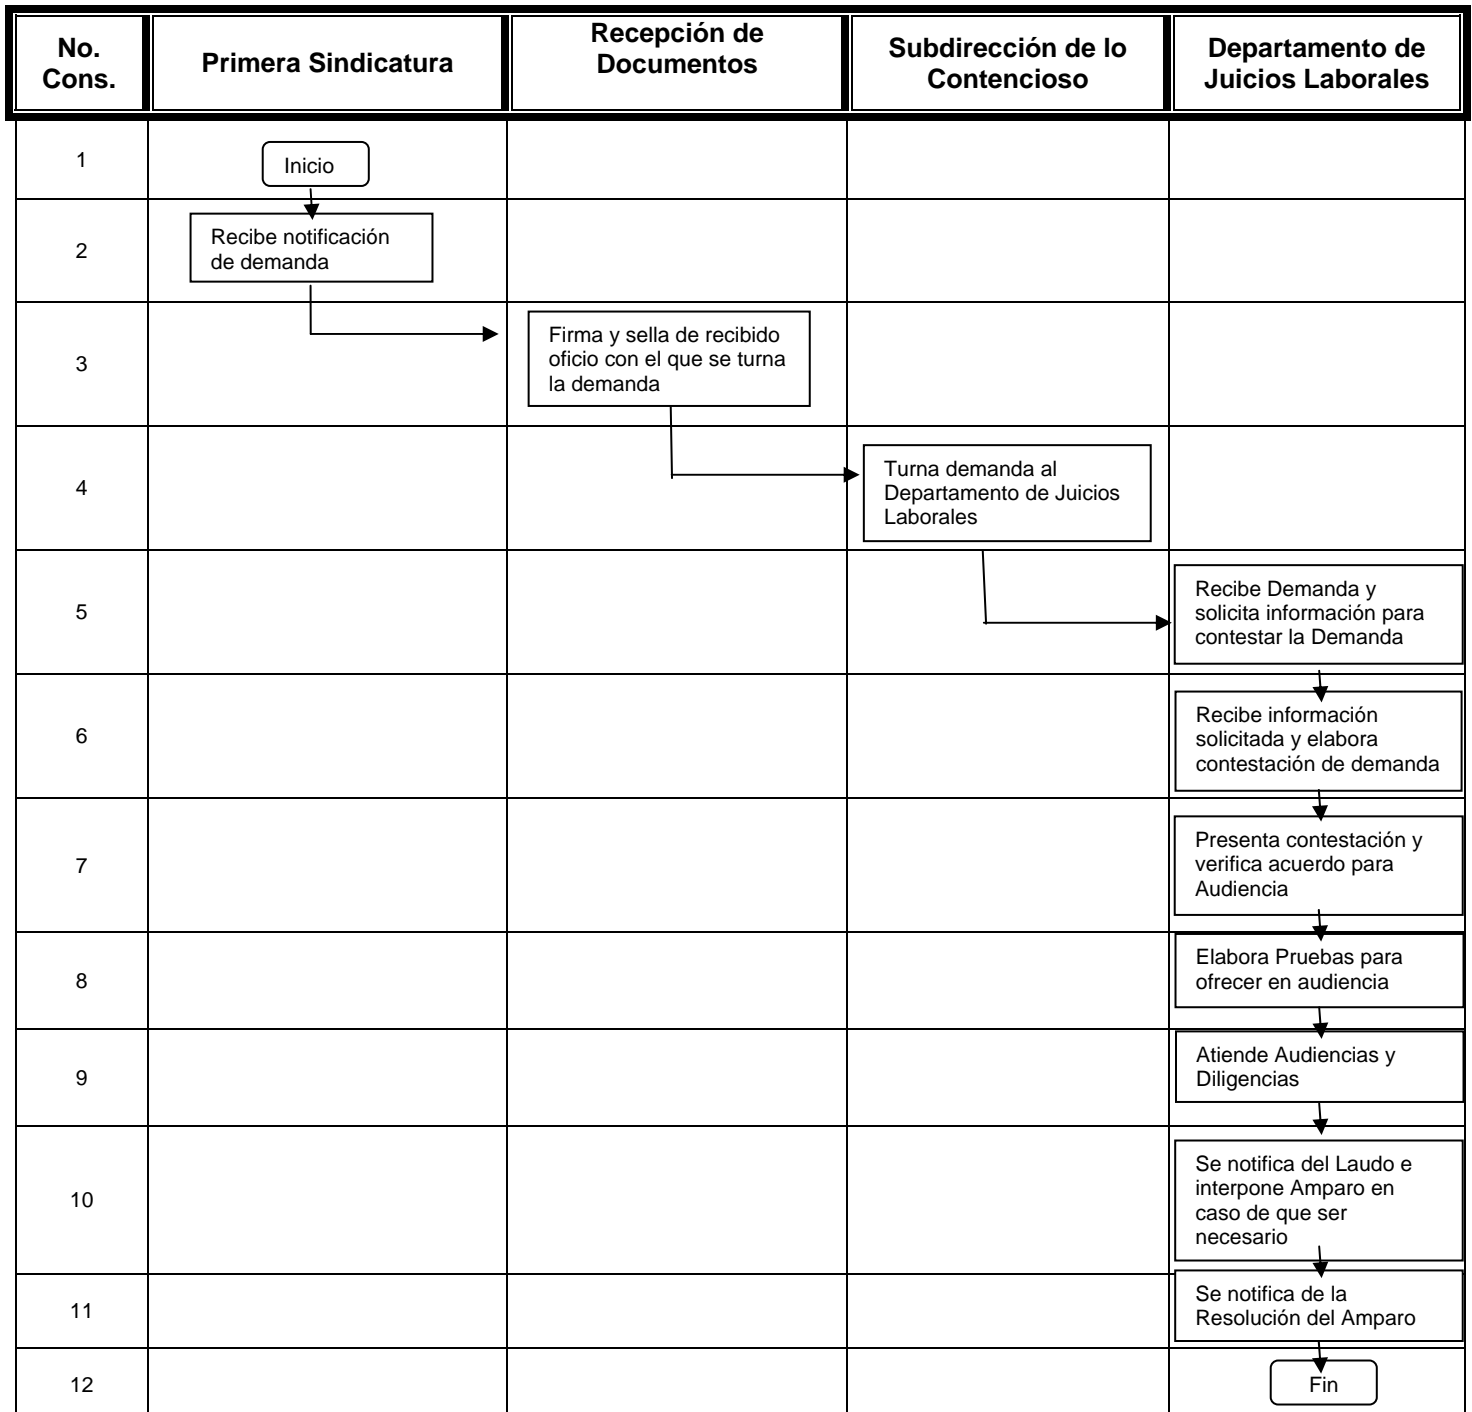 No.
Cons.
Primera Sindicatura
Recepción de
Documentos
Subdirección de lo
Contencioso
Departamento de
Juicios Laborales
1
Inicio
2
Recibe notificación
de demanda
3
Firma y sella de recibido
oficio con el que se turna
la demanda
4
Turna demanda al
Departamento de Juicios
Laborales
5
Recibe Demanda y
solicita información para
contestar la Demanda
6
Recibe información
solicitada y elabora
contestación de demanda
7
Presenta contestación y
verifica acuerdo para
Audiencia
8
Elabora Pruebas para
ofrecer en audiencia
9
Atiende Audiencias y
Diligencias
10
Se notifica del Laudo e
interpone Amparo en
caso de que ser
necesario
11
Se notifica de la
Resolución del Amparo
12
Fin